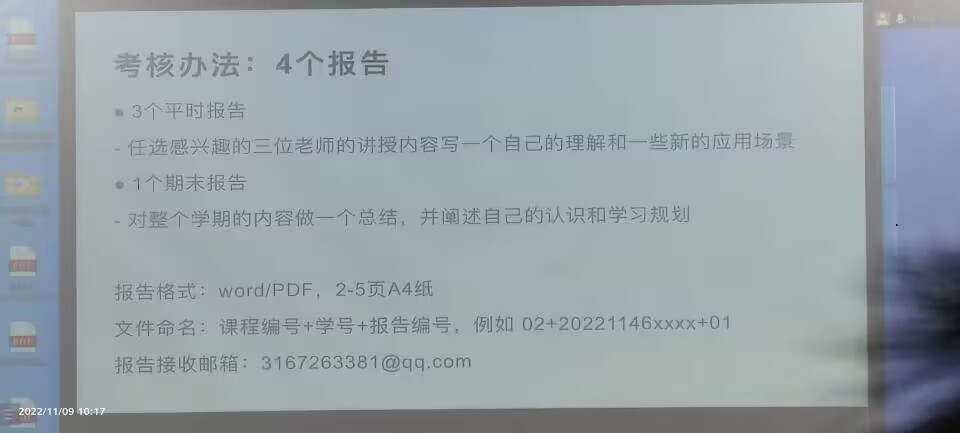 考核办法：4个报告
● 3个平时报告
- 任选感兴趣的三位老师的讲授内容写一个自己的理解和一些新的应用场景
● 1个期末报告
- 对整个学期的内容做一个总结，并阐述自己的认识和学习规划
报告格式：word/PDF，2-5页A4纸
文件命名：课程编号+学号+报告编号，例如 02+20221146xxxx+01
报告接收邮箱：3167263381@qq.com
2022/11/09 10:17